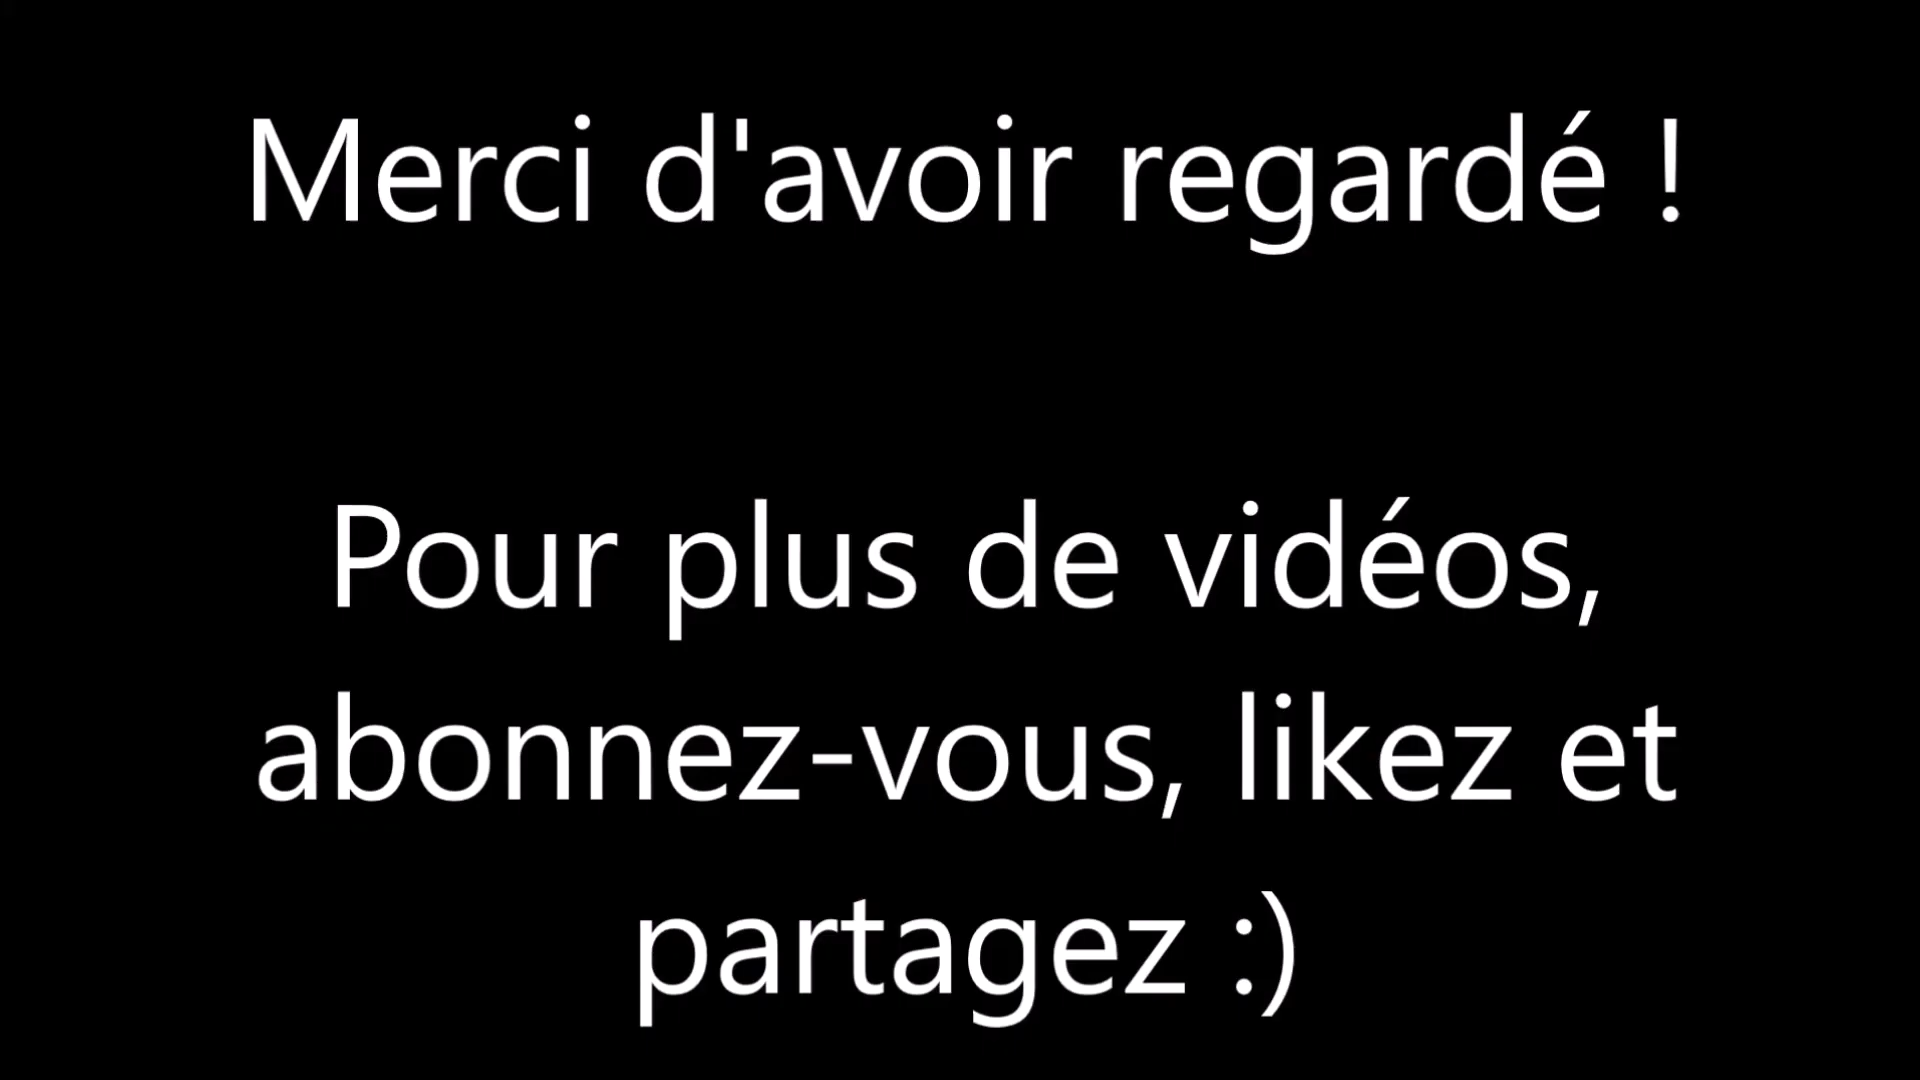 Merci d'avoir regardé !
Pour plus de vidéos,
abonnez-vous, likez et
partagez :)